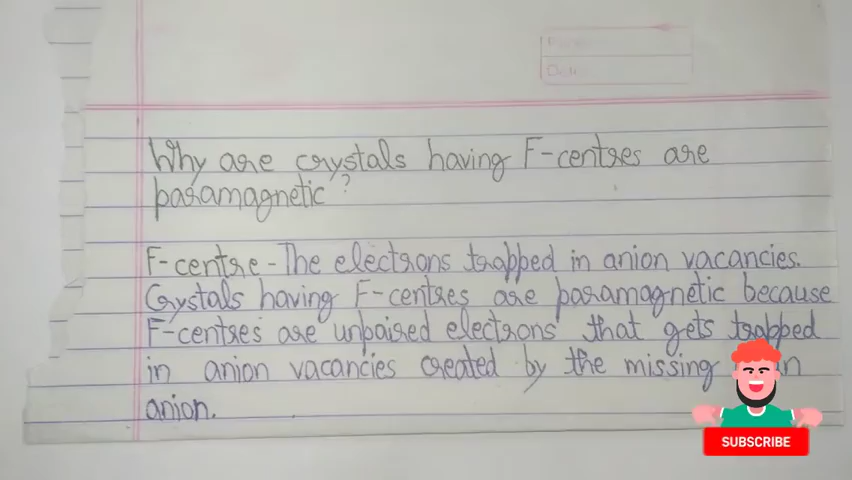 Why are crystals having F-centres are
paramagnetic?
F-centre-The electrons trapped in anion vacancies.
Crystals having F-centres are paramagnetic because
F-centres are unpaired electrons that gets trapped
in anion vacancies created by the missing
anion.
SUBSCRIBE